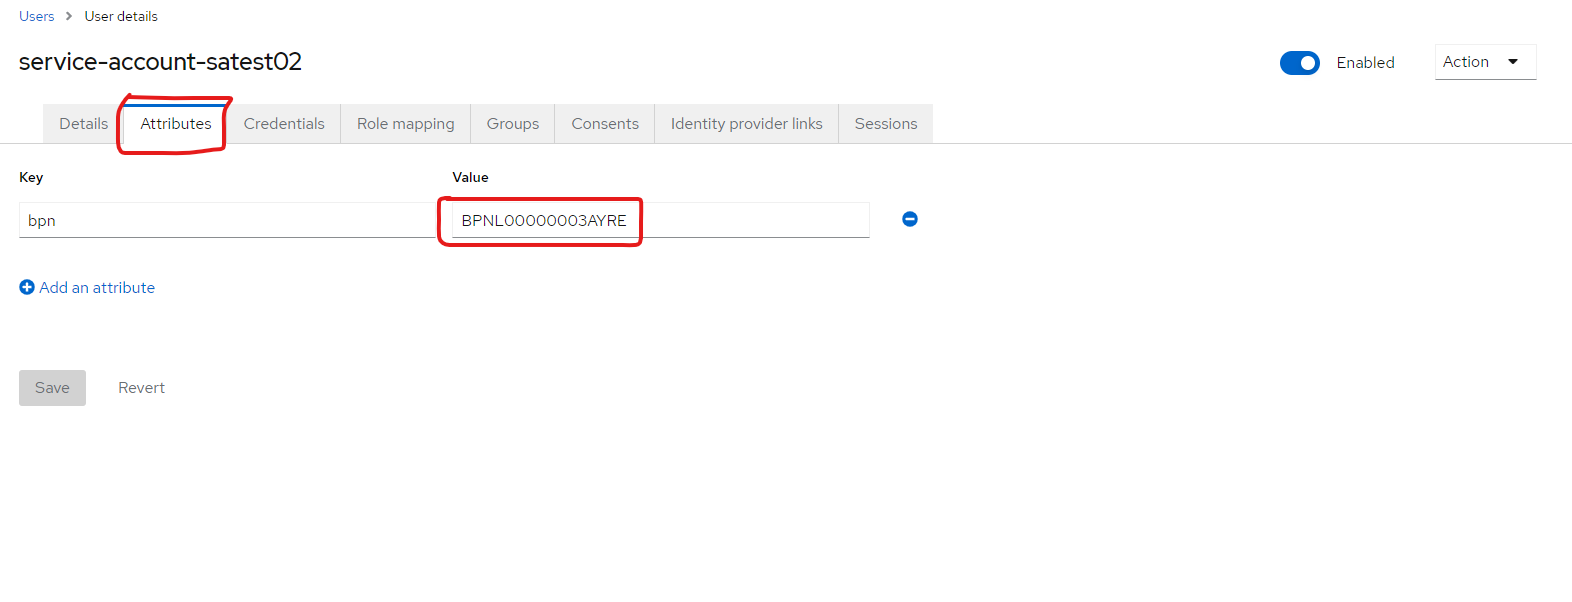 Users > User details
service-account-satest02
Enabled
Action
Details Attributes Credentials Role mapping Groups Consents Identity provider links Sessions
Key Value
bpn BPNL00000003AYRE
Add an attribute
Save Revert